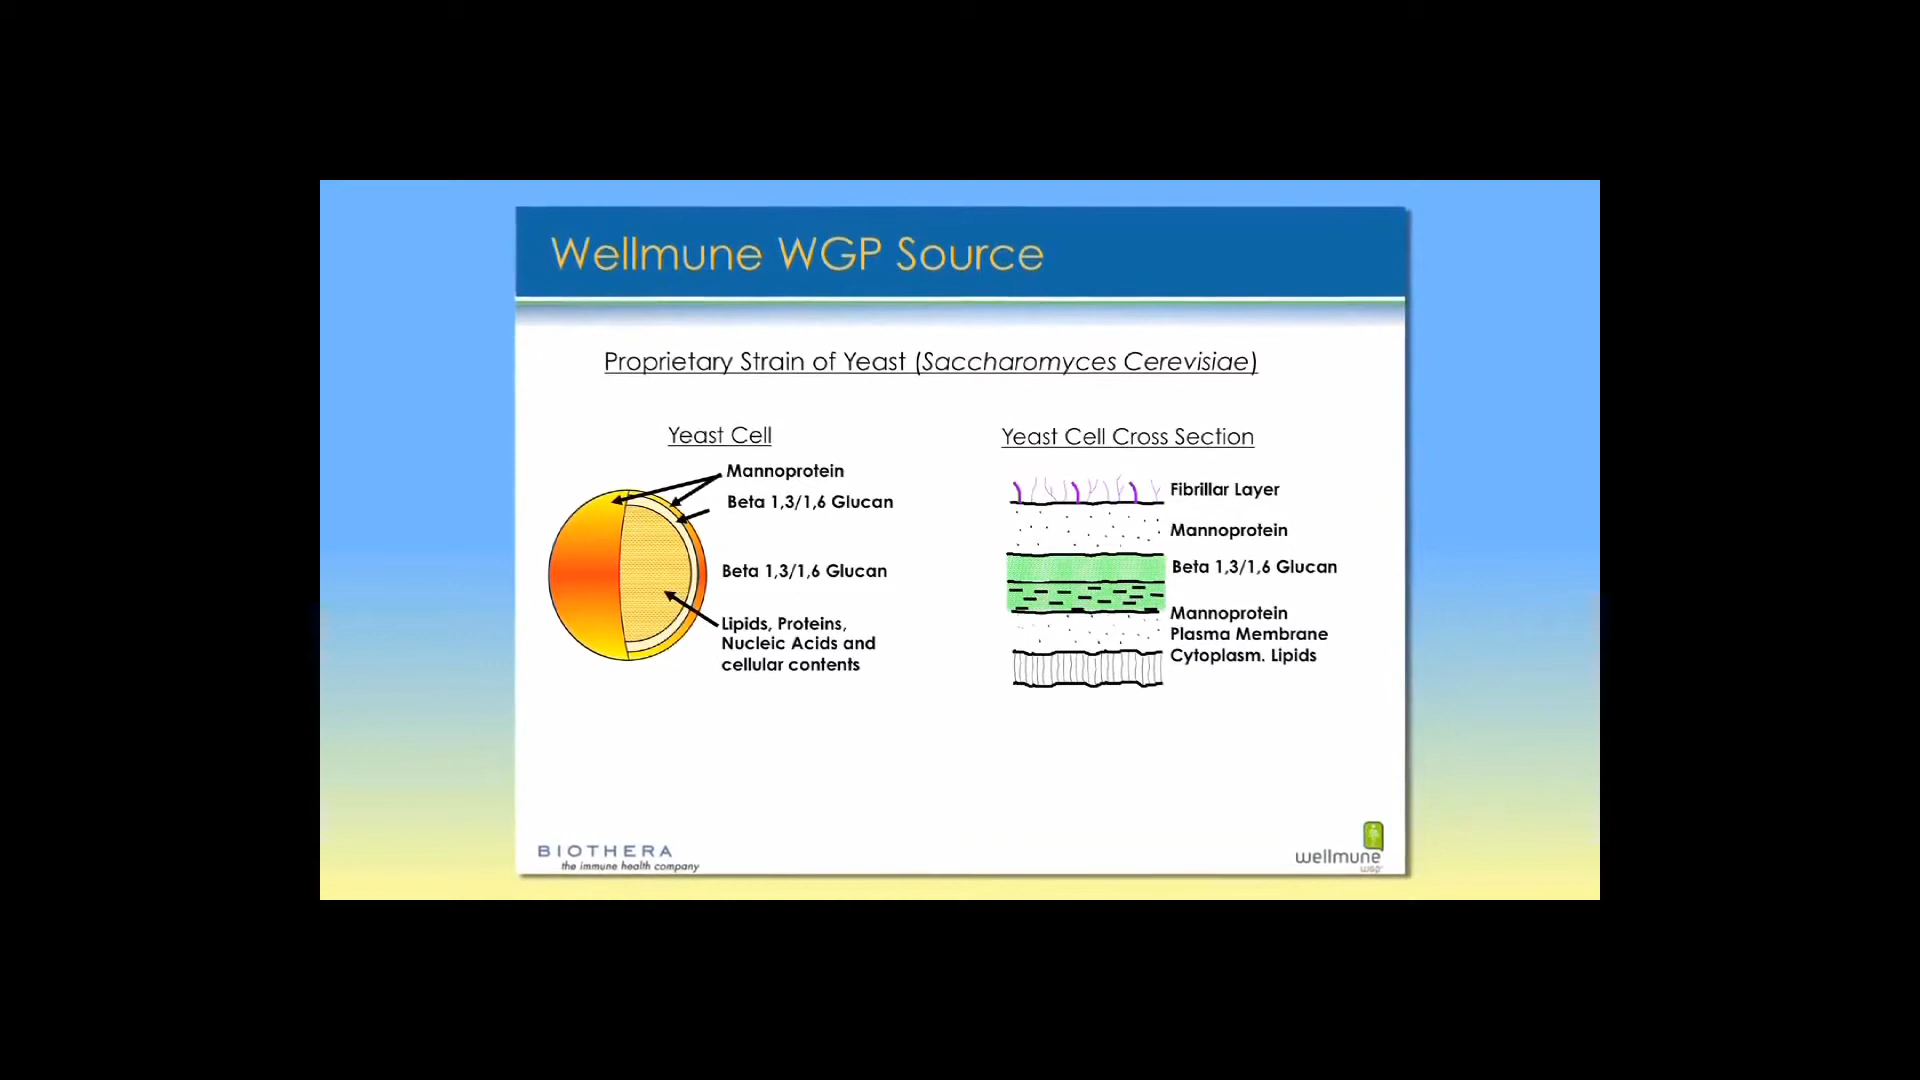 Wellmune WGP Source
Proprietary Strain of Yeast (Saccharomyces Cerevisiae)
Yeast Cell
Mannoprotein
Beta 1,3/1,6 Glucan
Beta 1,3/1,6 Glucan
Lipids, Proteins,
Nucleic Acids and
cellular contents
Yeast Cell Cross Section
Fibrillar Layer
Mannoprotein
Beta 1,3/1,6 Glucan
Mannoprotein
Plasma Membrane
Cytoplasm. Lipids
BIOTHERA
the immune health company
wellmune
WGP